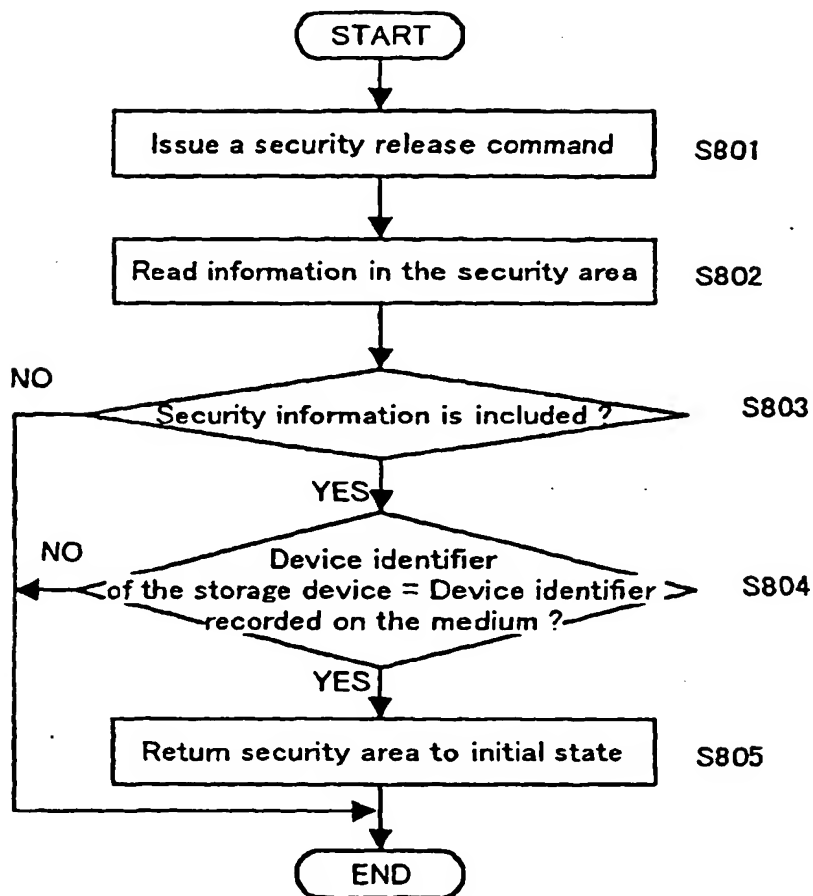 START
Issue a security release command S801
Read information in the security area S802
NO
Security information is included ? S803
YES
NO
Device identifier
of the storage device = Device identifier S804
recorded on the medium ?
YES
Return security area to initial state S805
END